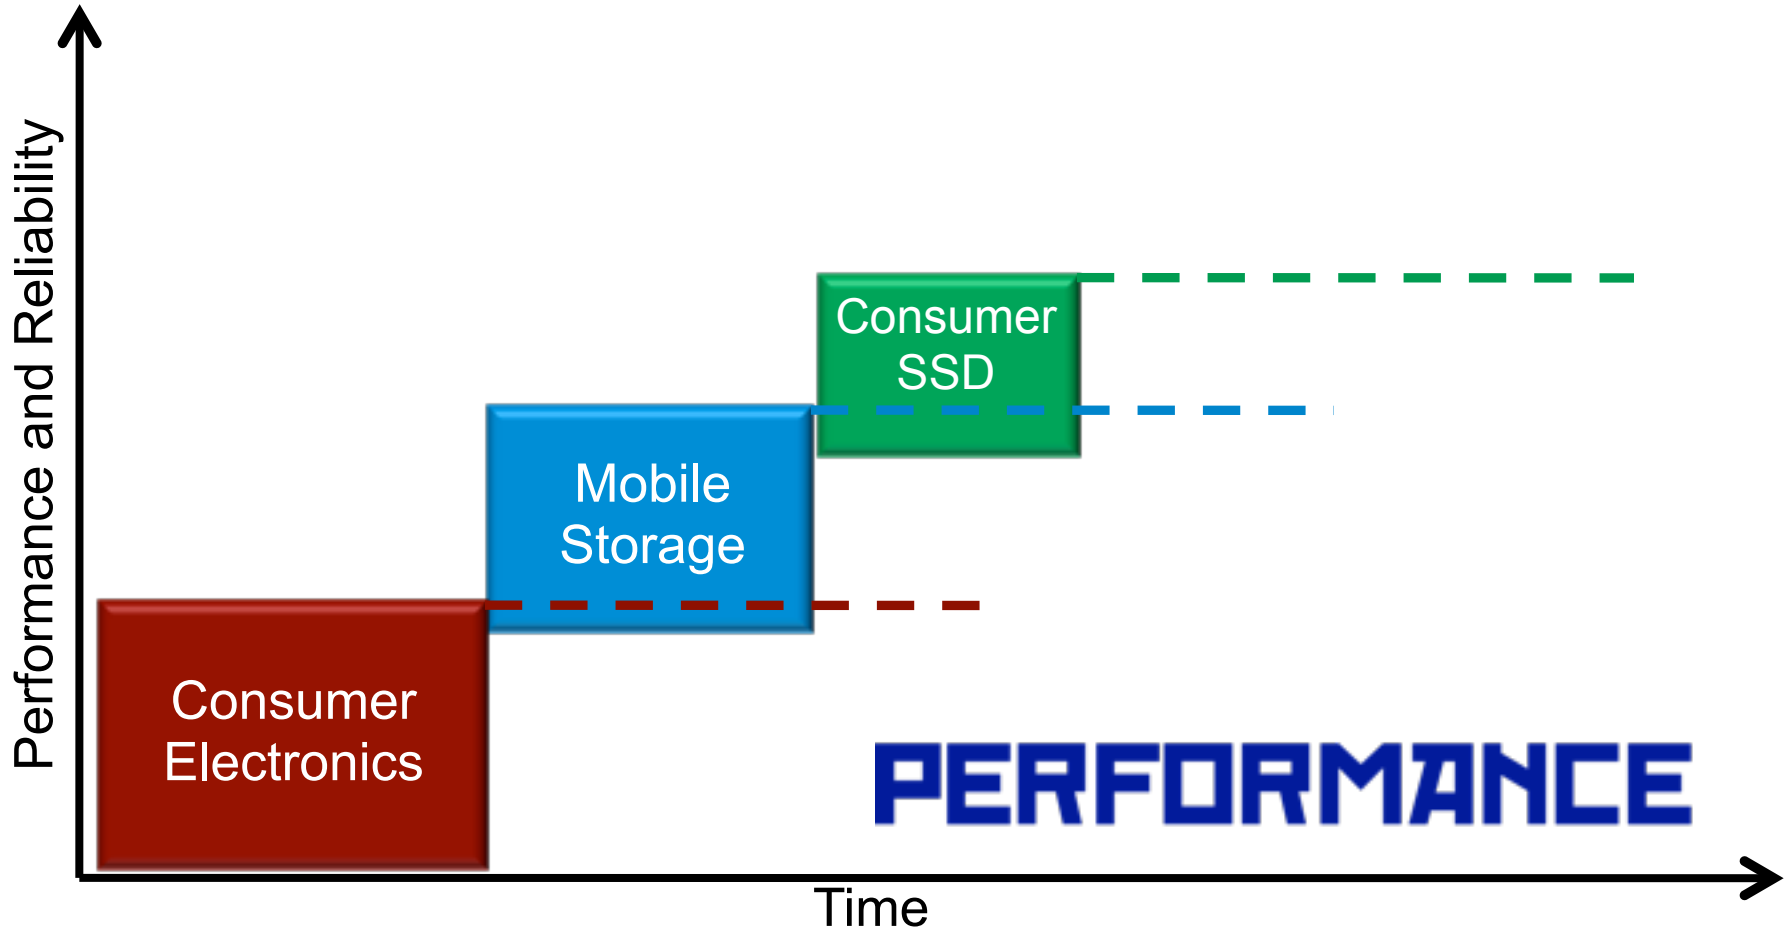 Performance and Reliability
Consumer
SSD
Mobile
Storage
Consumer
Electronics
PERFORMANCE
Time